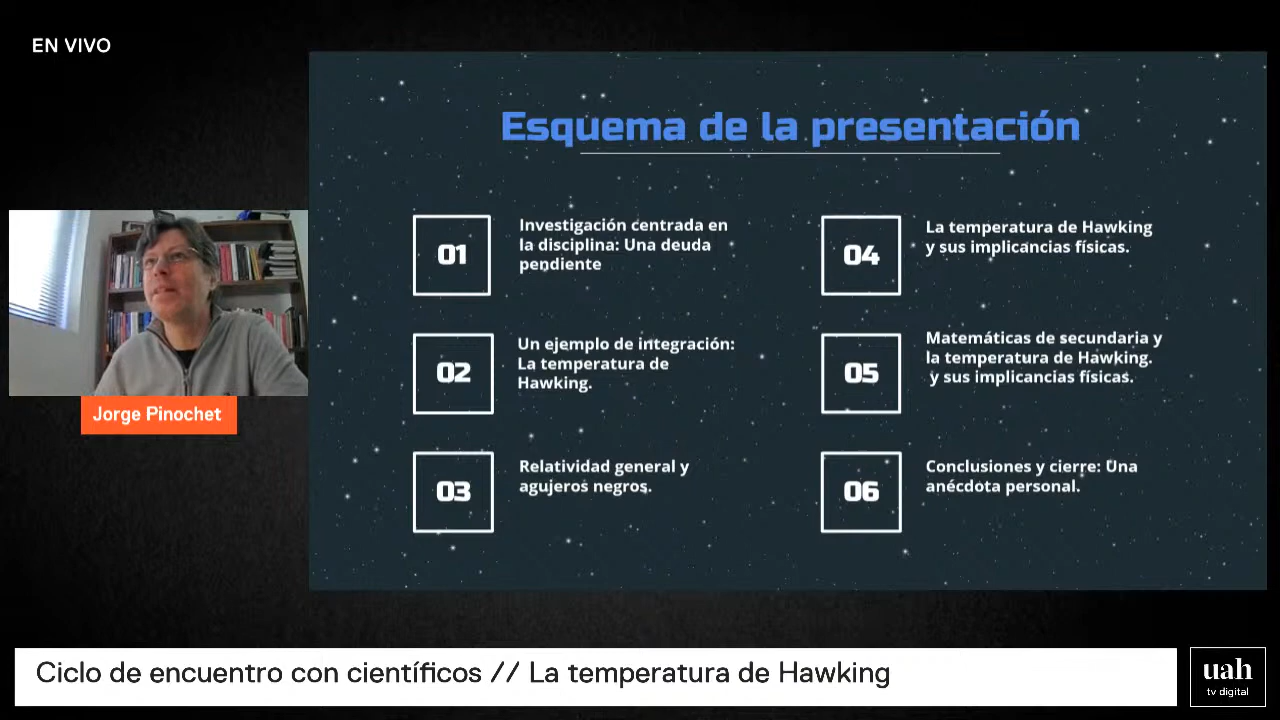 EN VIVO
Esquema de la presentación
01
Investigación centrada en
la disciplina: Una deuda
pendiente
02
Un ejemplo de integración:
La temperatura de
Hawking.
03
Relatividad general y
agujeros negros.
04
La temperatura de Hawking
y sus implicancias físicas.
05
Matemáticas de secundaria y
la temperatura de Hawking.
y sus implicancias físicas.
06
Conclusiones y cierre: Una
anécdota personal.
Jorge Pinochet
Ciclo de encuentro con científicos // La temperatura de Hawking
uah
tv digital